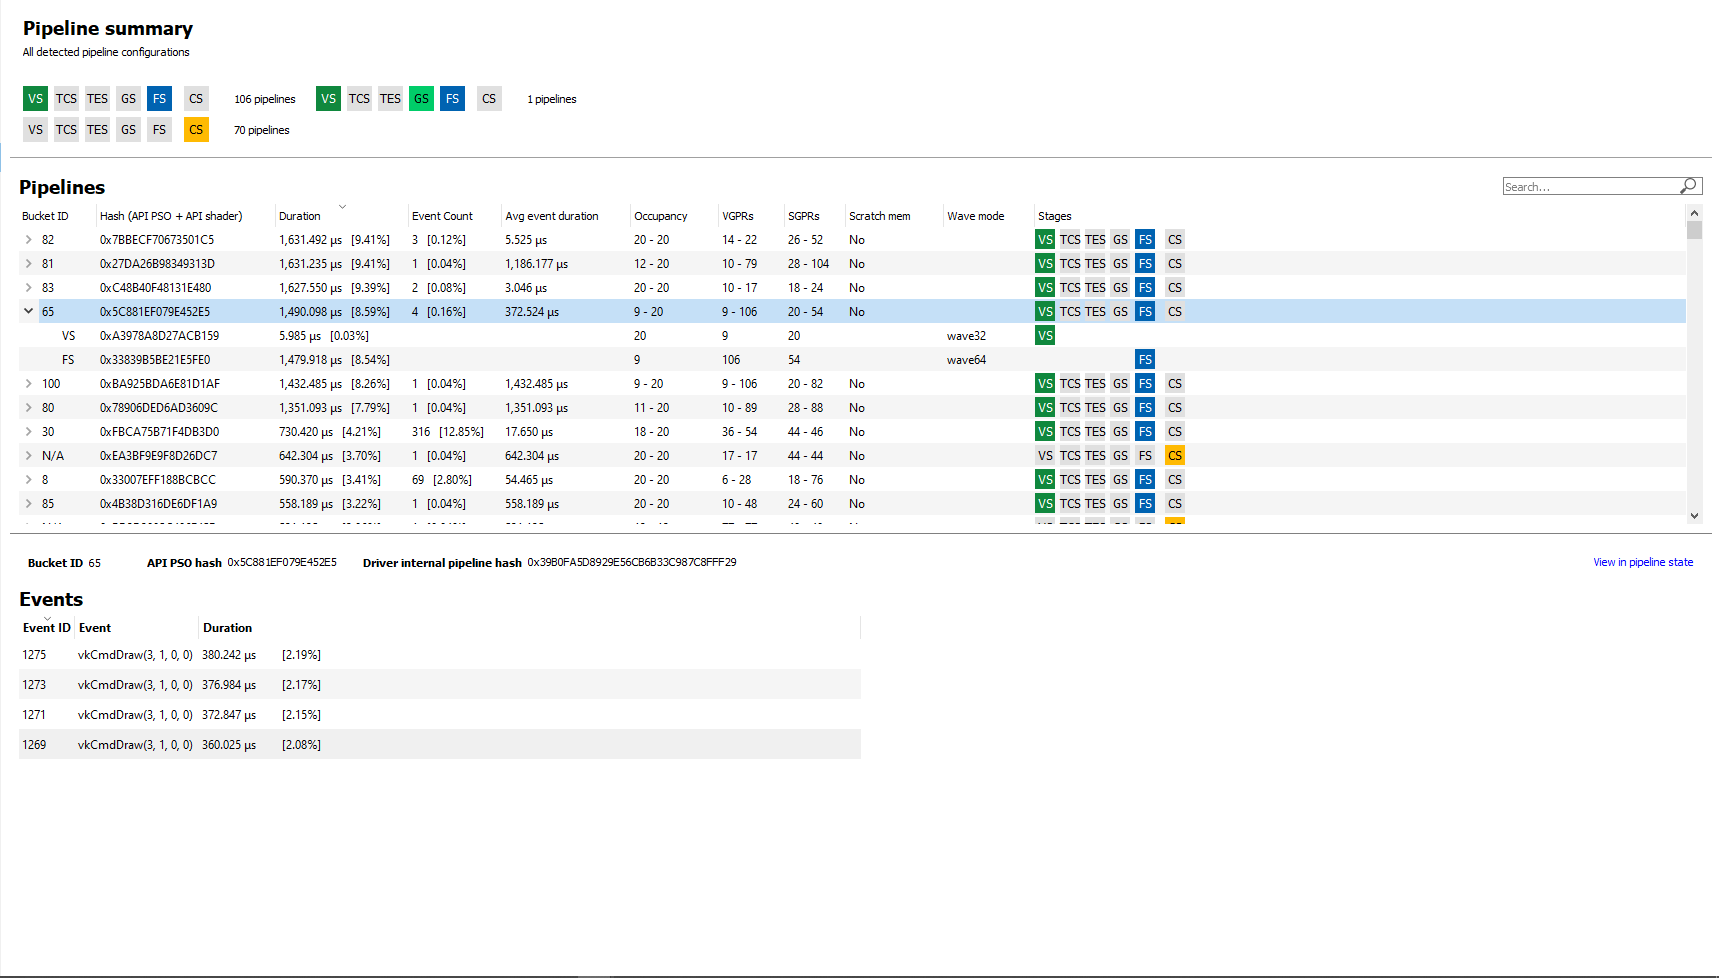 Pipeline summary
All detected pipeline configurations
VS TCS TES GS FS CS 106 pipelines VS TCS TES GS FS CS 1 pipelines
VS TCS TES GS FS CS 70 pipelines
Pipelines
Search...
Bucket ID Hash (API PSO + API shader) Duration Event Count Avg event duration Occupancy VGPRs SGPRs Scratch mem Wave mode Stages
82 0x7BBECF70673501C5 1,631.492 µs [9.41%] 3 [0.12%] 5.525 µs 20 - 20 14 - 22 26 - 52 No VS TCS TES GS FS CS
81 0x27DA26B98349313D 1,631.235 µs [9.41%] 1 [0.04%] 1,186.177 µs 12 - 20 10 - 79 28 - 104 No VS TCS TES GS FS CS
83 0xC48B40F48131E480 1,627.550 µs [9.39%] 2 [0.08%] 3.046 µs 20 - 20 10 - 17 18 - 24 No VS TCS TES GS FS CS
65 0x5C881EF079E452E5 1,490.098 µs [8.59%] 4 [0.16%] 372.524 µs 9 - 20 9 - 106 20 - 54 No VS TCS TES GS FS CS
VS 0xA3978A8D27ACB159 5.985 µs [0.03%] 20 9 20 wave32 VS
FS 0x33839B5BE21E5FE0 1,479.918 µs [8.54%] 9 106 54 wave64 FS
100 0xBA925BDA6E81D1AF 1,432.485 µs [8.26%] 1 [0.04%] 1,432.485 µs 9 - 20 9 - 106 20 - 82 No VS TCS TES GS FS CS
80 0x78906DED6AD3609C 1,351.093 µs [7.79%] 1 [0.04%] 1,351.093 µs 11 - 20 10 - 89 28 - 88 No VS TCS TES GS FS CS
30 0xFBCA75B71F4DB3D0 730.420 µs [4.21%] 316 [12.85%] 17.650 µs 18 - 20 36 - 54 44 - 46 No VS TCS TES GS FS CS
N/A 0xEA3BF9E9F8D26DC7 642.304 µs [3.70%] 1 [0.04%] 642.304 µs 20 - 20 17 - 17 44 - 44 No VS TCS TES GS FS CS
8 0x33007EFF188BCBCC 590.370 µs [3.41%] 69 [2.80%] 54.465 µs 20 - 20 6 - 28 18 - 76 No VS TCS TES GS FS CS
85 0x4B38D316DE6DF1A9 558.189 µs [3.22%] 1 [0.04%] 558.189 µs 20 - 20 10 - 48 24 - 60 No VS TCS TES GS FS CS
Bucket ID 65 API PSO hash 0x5C881EF079E452E5 Driver internal pipeline hash 0x39B0FA5D8929E56CB6B33C987C8FFF29 View in pipeline state
Events
Event ID Event Duration
1275 vkCmdDraw(3, 1, 0, 0) 380.242 µs [2.19%]
1273 vkCmdDraw(3, 1, 0, 0) 376.984 µs [2.17%]
1271 vkCmdDraw(3, 1, 0, 0) 372.847 µs [2.15%]
1269 vkCmdDraw(3, 1, 0, 0) 360.025 µs [2.08%]